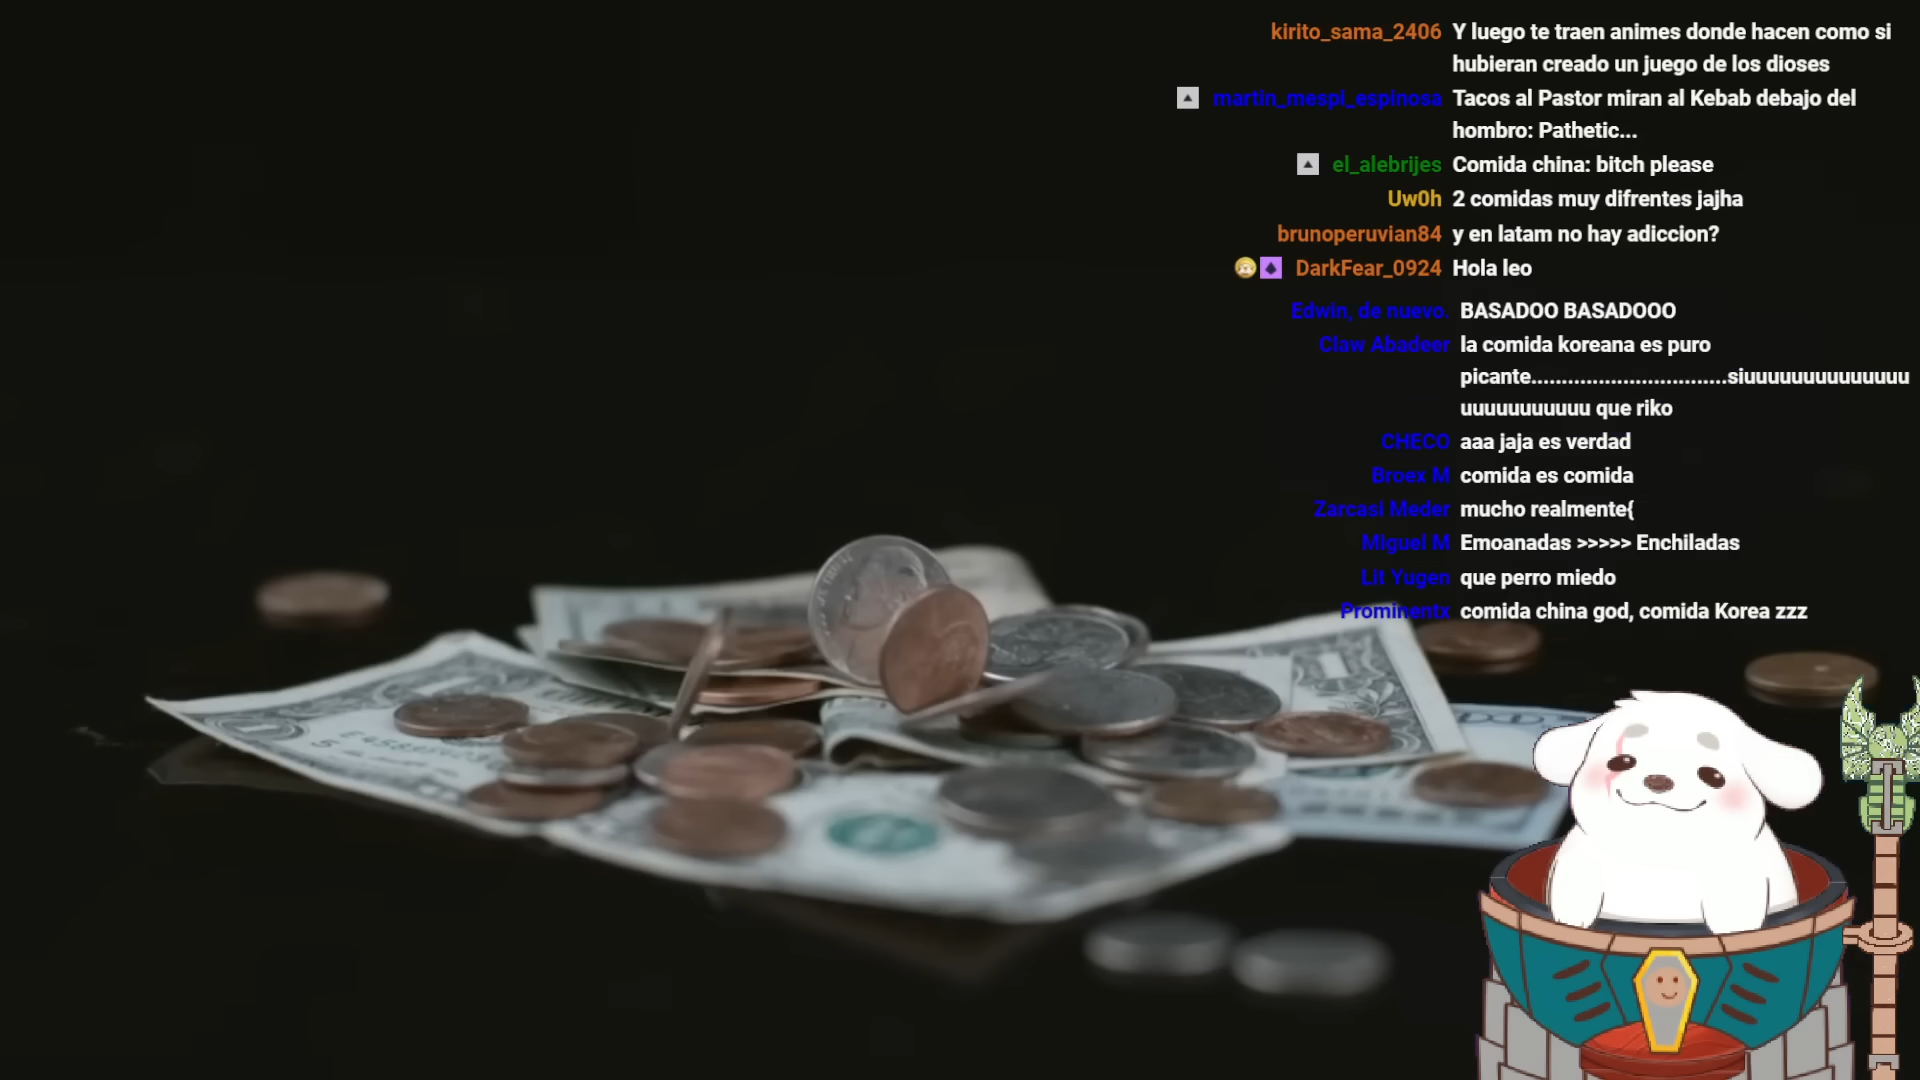 kirito_sama_2406 Y luego te traen animes donde hacen como si
hubieran creado un juego de los dioses
martin_mespi_espinosa Tacos al Pastor miran al Kebab debajo del
hombro: Pathetic...
el_alebrijes Comida china: bitch please
Uw0h 2 comidas muy difrentes jajha
brunoperuvian84 y en latam no hay adiccion?
DarkFear_0924 Hola leo
Edwin, de nuevo. BASADOO BASADOOO
Claw Abadeer la comida koreana es puro
picante..............................siuuuuuuuuuuuuuuu
uuuuuuuuuuu que riko
CHECO aaa jaja es verdad
Broex M comida es comida
Zarcasi Meder mucho realmente{
Miguel M Emoanadas >>>>> Enchiladas
Lit Yugen que perro miedo
Prominentx comida china god, comida Korea zzz